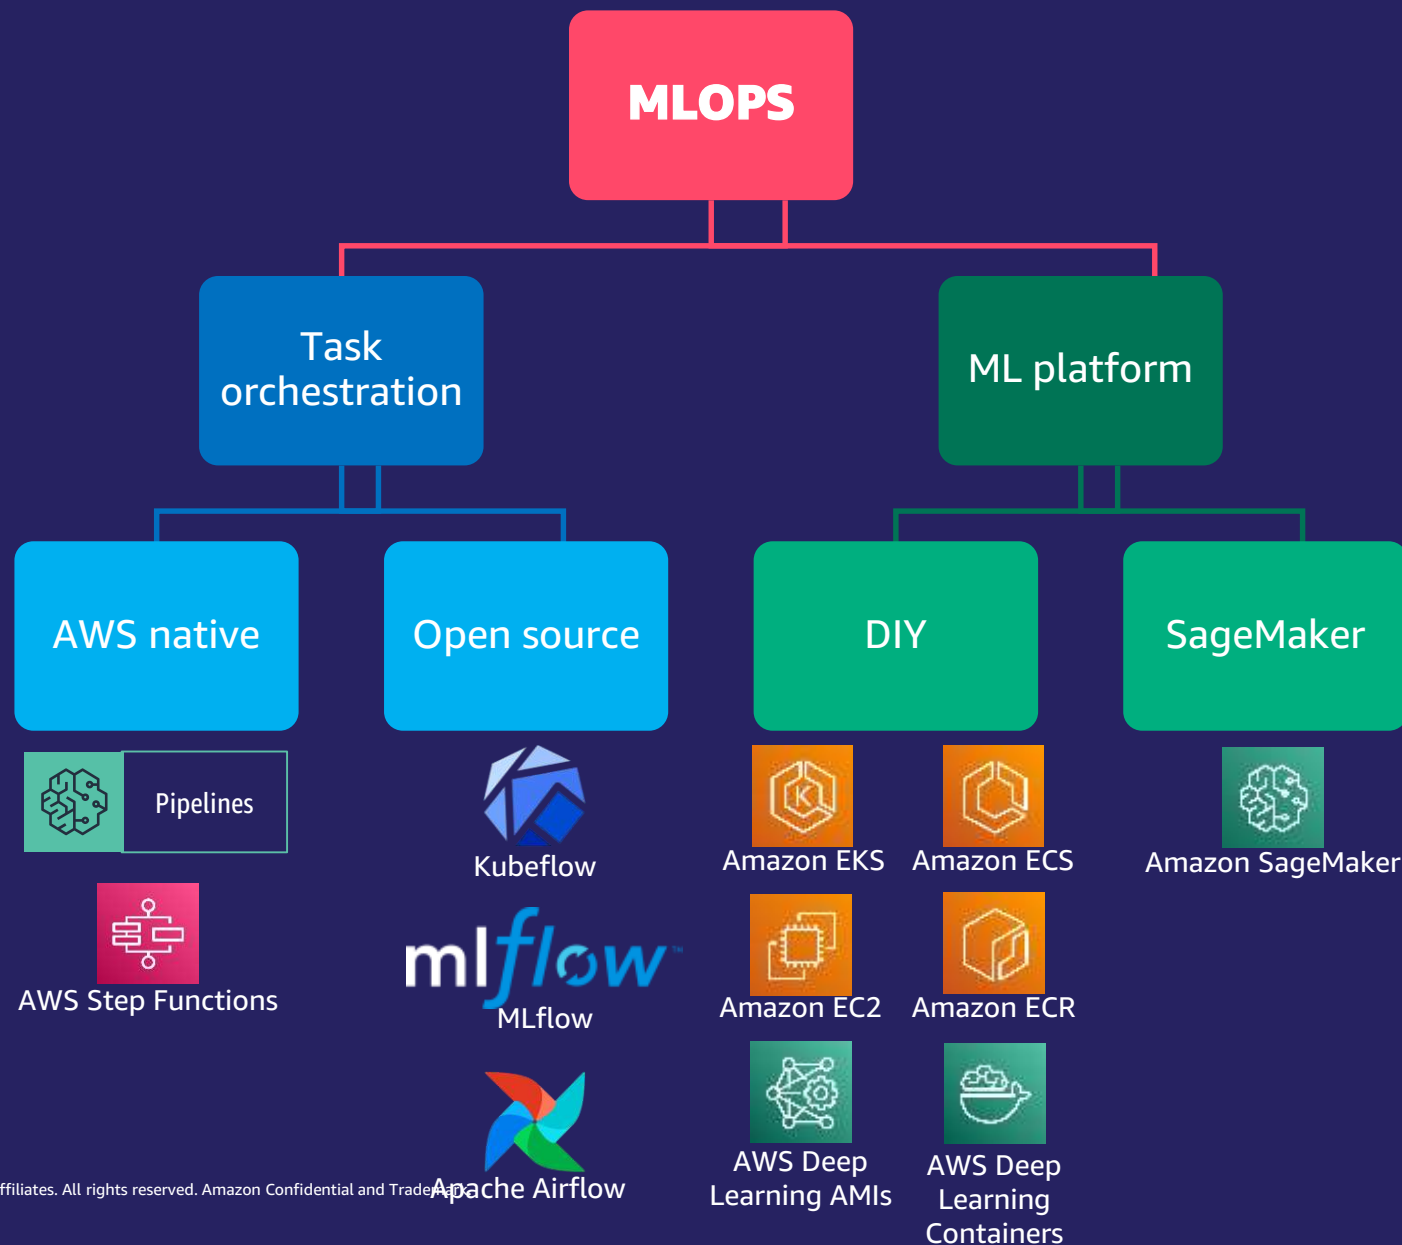 MLOPS
Task
orchestration
ML platform
AWS native
Open source
DIY
SageMaker
Pipelines
AWS Step Functions
Kubeflow
mlflow
MLflow
Apache Airflow
Amazon EKS
Amazon ECS
Amazon EC2
Amazon ECR
AWS Deep
Learning AMIs
AWS Deep
Learning
Containers
Amazon SageMaker
ffiliates. All rights reserved. Amazon Confidential and Trademark.